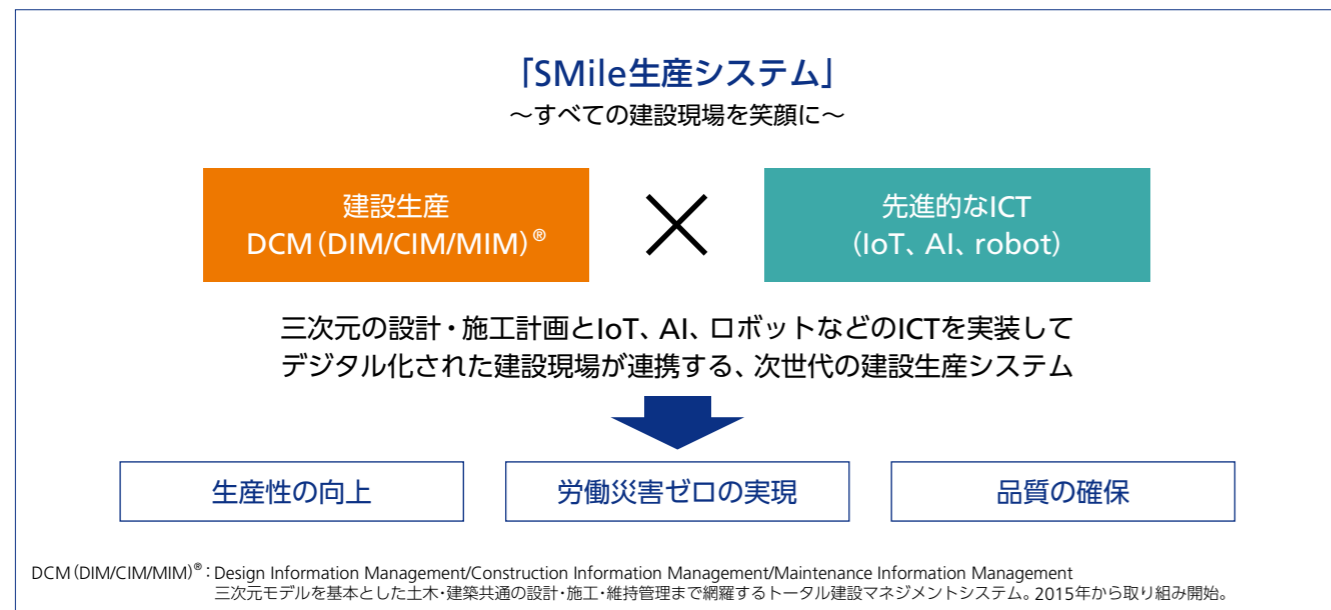 「SMile生産システム」
～すべての建設現場を笑顔に～
建設生産
DCM(DIM/CIM/MIM)®
×
先進的なICT
(IoT、AI、robot)
三次元の設計・施工計画とIoT、AI、ロボットなどのICTを実装して
デジタル化された建設現場が連携する、次世代の建設生産システム
生産性の向上
労働災害ゼロの実現
品質の確保
DCM(DIM/CIM/MIM)®：Design Information Management/Construction Information Management/Maintenance Information Management
三次元モデルを基本とした土木・建築共通の設計・施工・維持管理まで網羅するトータル建設マネジメントシステム。2015年から取り組み開始。